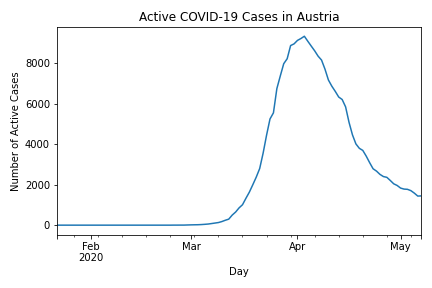 Active COVID-19 Cases in Austria
Number of Active Cases
8000
6000
4000
2000
0
Feb
2020
Mar
Apr
May
Day